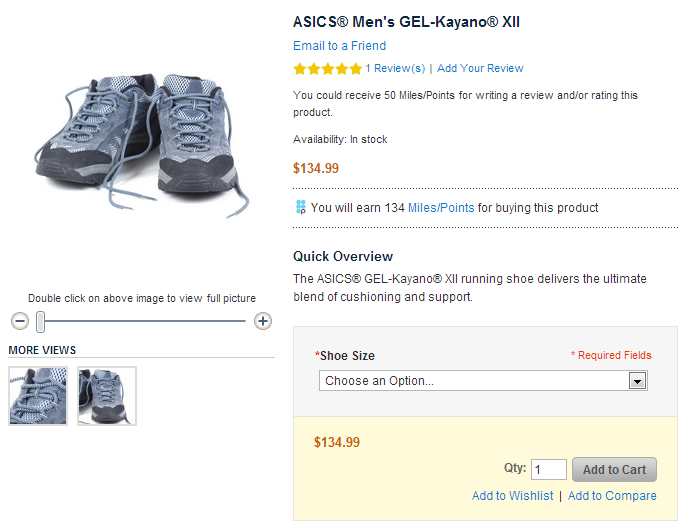 ASICS® Men's GEL-Kayano® XII
Email to a Friend
1 Review(s) | Add Your Review
You could receive 50 Miles/Points for writing a review and/or rating this
product.
Availability: In stock
$134.99
You will earn 134 Miles/Points for buying this product
Quick Overview
The ASICS® GEL-Kayano® XII running shoe delivers the ultimate
blend of cushioning and support.
Double click on above image to view full picture
MORE VIEWS
*Shoe Size
* Required Fields
Choose an Option...
$134.99
Qty: 1 Add to Cart
Add to Wishlist | Add to Compare